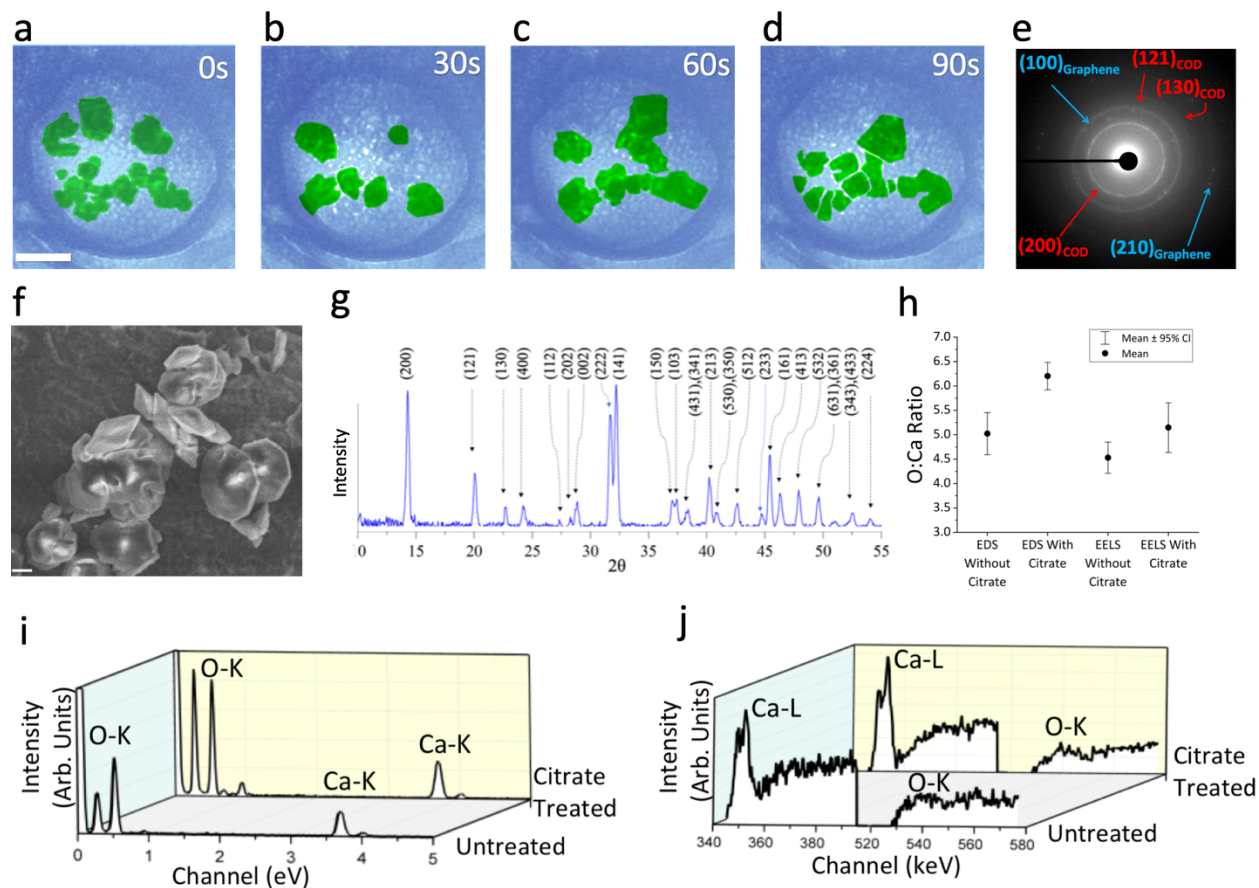 a
0s
b
30s
c
60s
d
90s
e
(100)Graphene
(121)COD
(130)COD
(200)COD
(210)Graphene
f
g
(200)
(121)
(130)
(400)
(112)
(202)
(002)
(222)
(141)
(150)
(103)
(431),(341)
(213)
(530),(350)
(512)
(233)
(161)
(413)
(532)
(631),(361)
(343),(433)
(224)
Intensity
10 15 20 25 30 35 40 45 50 55
2θ
h
O:Ca Ratio
7.0
6.5
6.0
5.5
5.0
4.5
4.0
3.5
3.0
Mean ± 95% CI
Mean
EDS Without Citrate
EDS With Citrate
EELS Without Citrate
EELS With Citrate
i
Intensity
(Arb. Units)
O-K
O-K
Ca-K
Ca-K
Citrate
Treated
Untreated
0 1 2 3 4 5
Channel (eV)
j
Intensity
(Arb. Units)
Ca-L
Ca-L
O-K
O-K
Citrate
Treated
Untreated
340 360 380 520 540 560 580
Channel (keV)